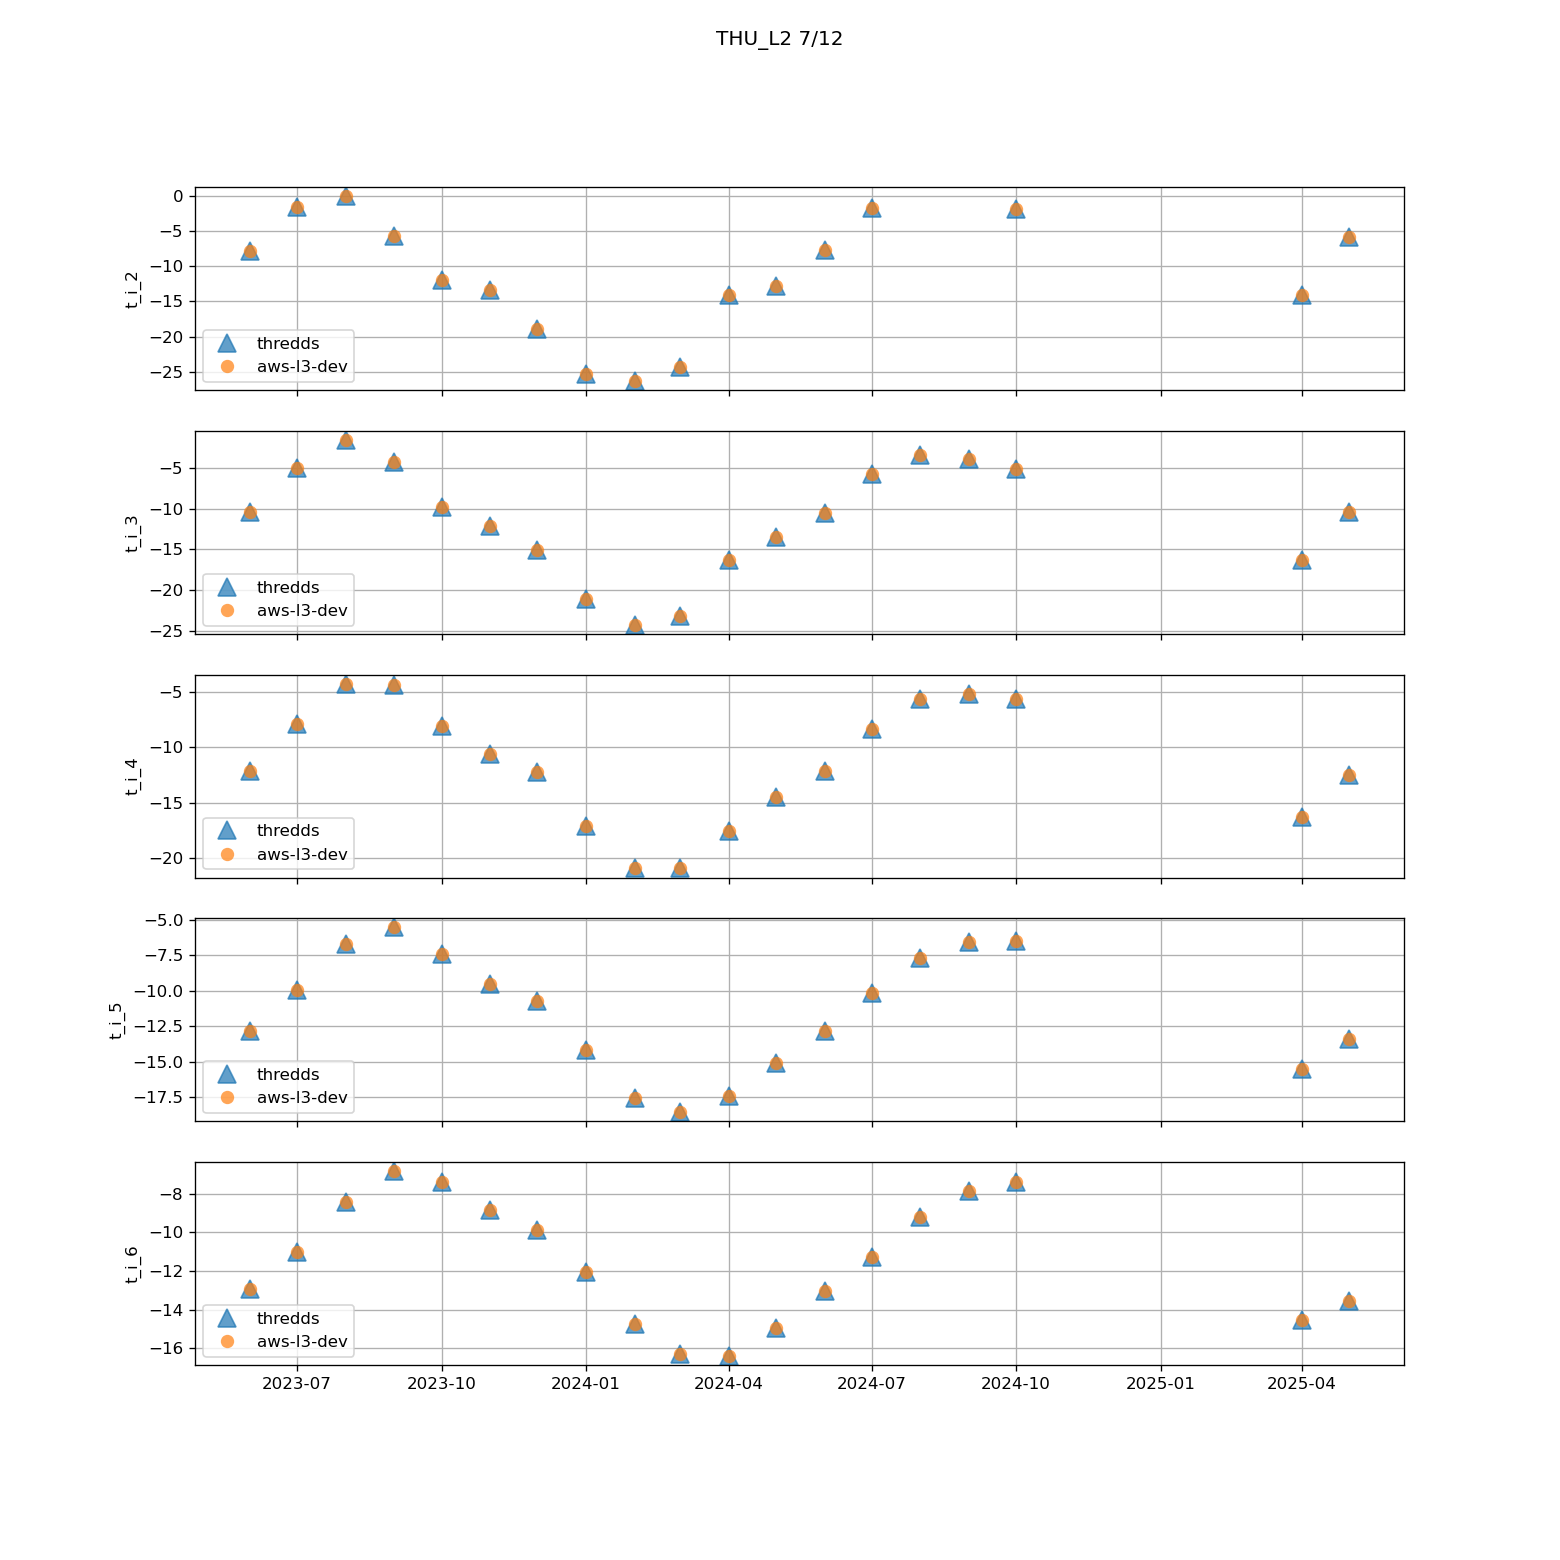 THU_L2 7/12
0
−5
−10
−15
−20
−25
t_i_2
thredds
aws-l3-dev
−5
−10
−15
−20
−25
t_i_3
thredds
aws-l3-dev
−5
−10
−15
−20
t_i_4
thredds
aws-l3-dev
−5.0
−7.5
−10.0
−12.5
−15.0
−17.5
t_i_5
thredds
aws-l3-dev
−8
−10
−12
−14
−16
t_i_6
thredds
aws-l3-dev
2023-07 2023-10 2024-01 2024-04 2024-07 2024-10 2025-01 2025-04